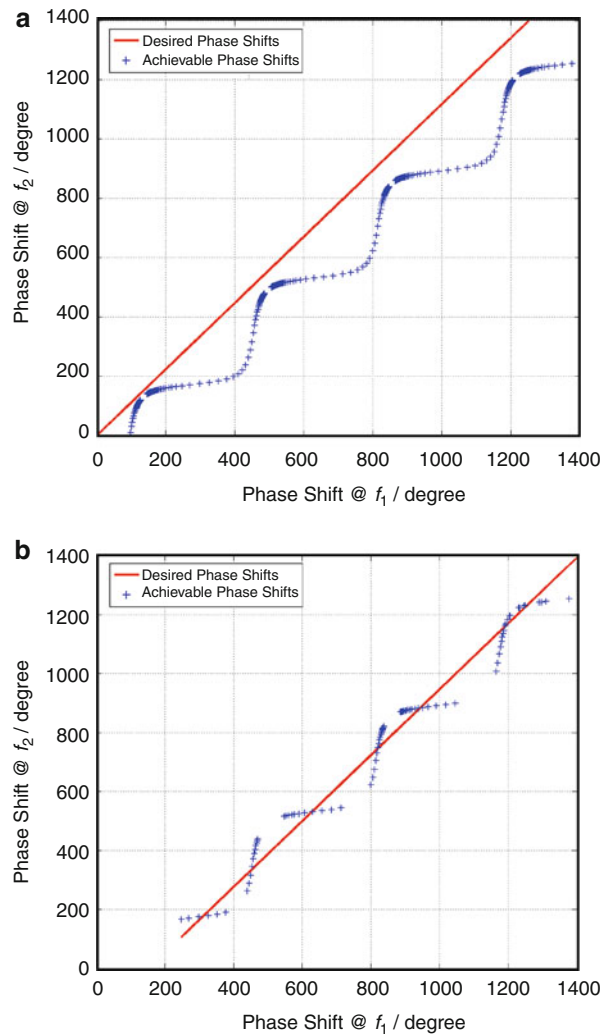 a
1400
1200
1000
800
600
400
200
0
Phase Shift @ f2 / degree
Desired Phase Shifts
Achievable Phase Shifts
0 200 400 600 800 1000 1200 1400
Phase Shift @ f1 / degree
b
1400
1200
1000
800
600
400
200
0
Phase Shift @ f2 / degree
Desired Phase Shifts
Achievable Phase Shifts
0 200 400 600 800 1000 1200 1400
Phase Shift @ f1 / degree